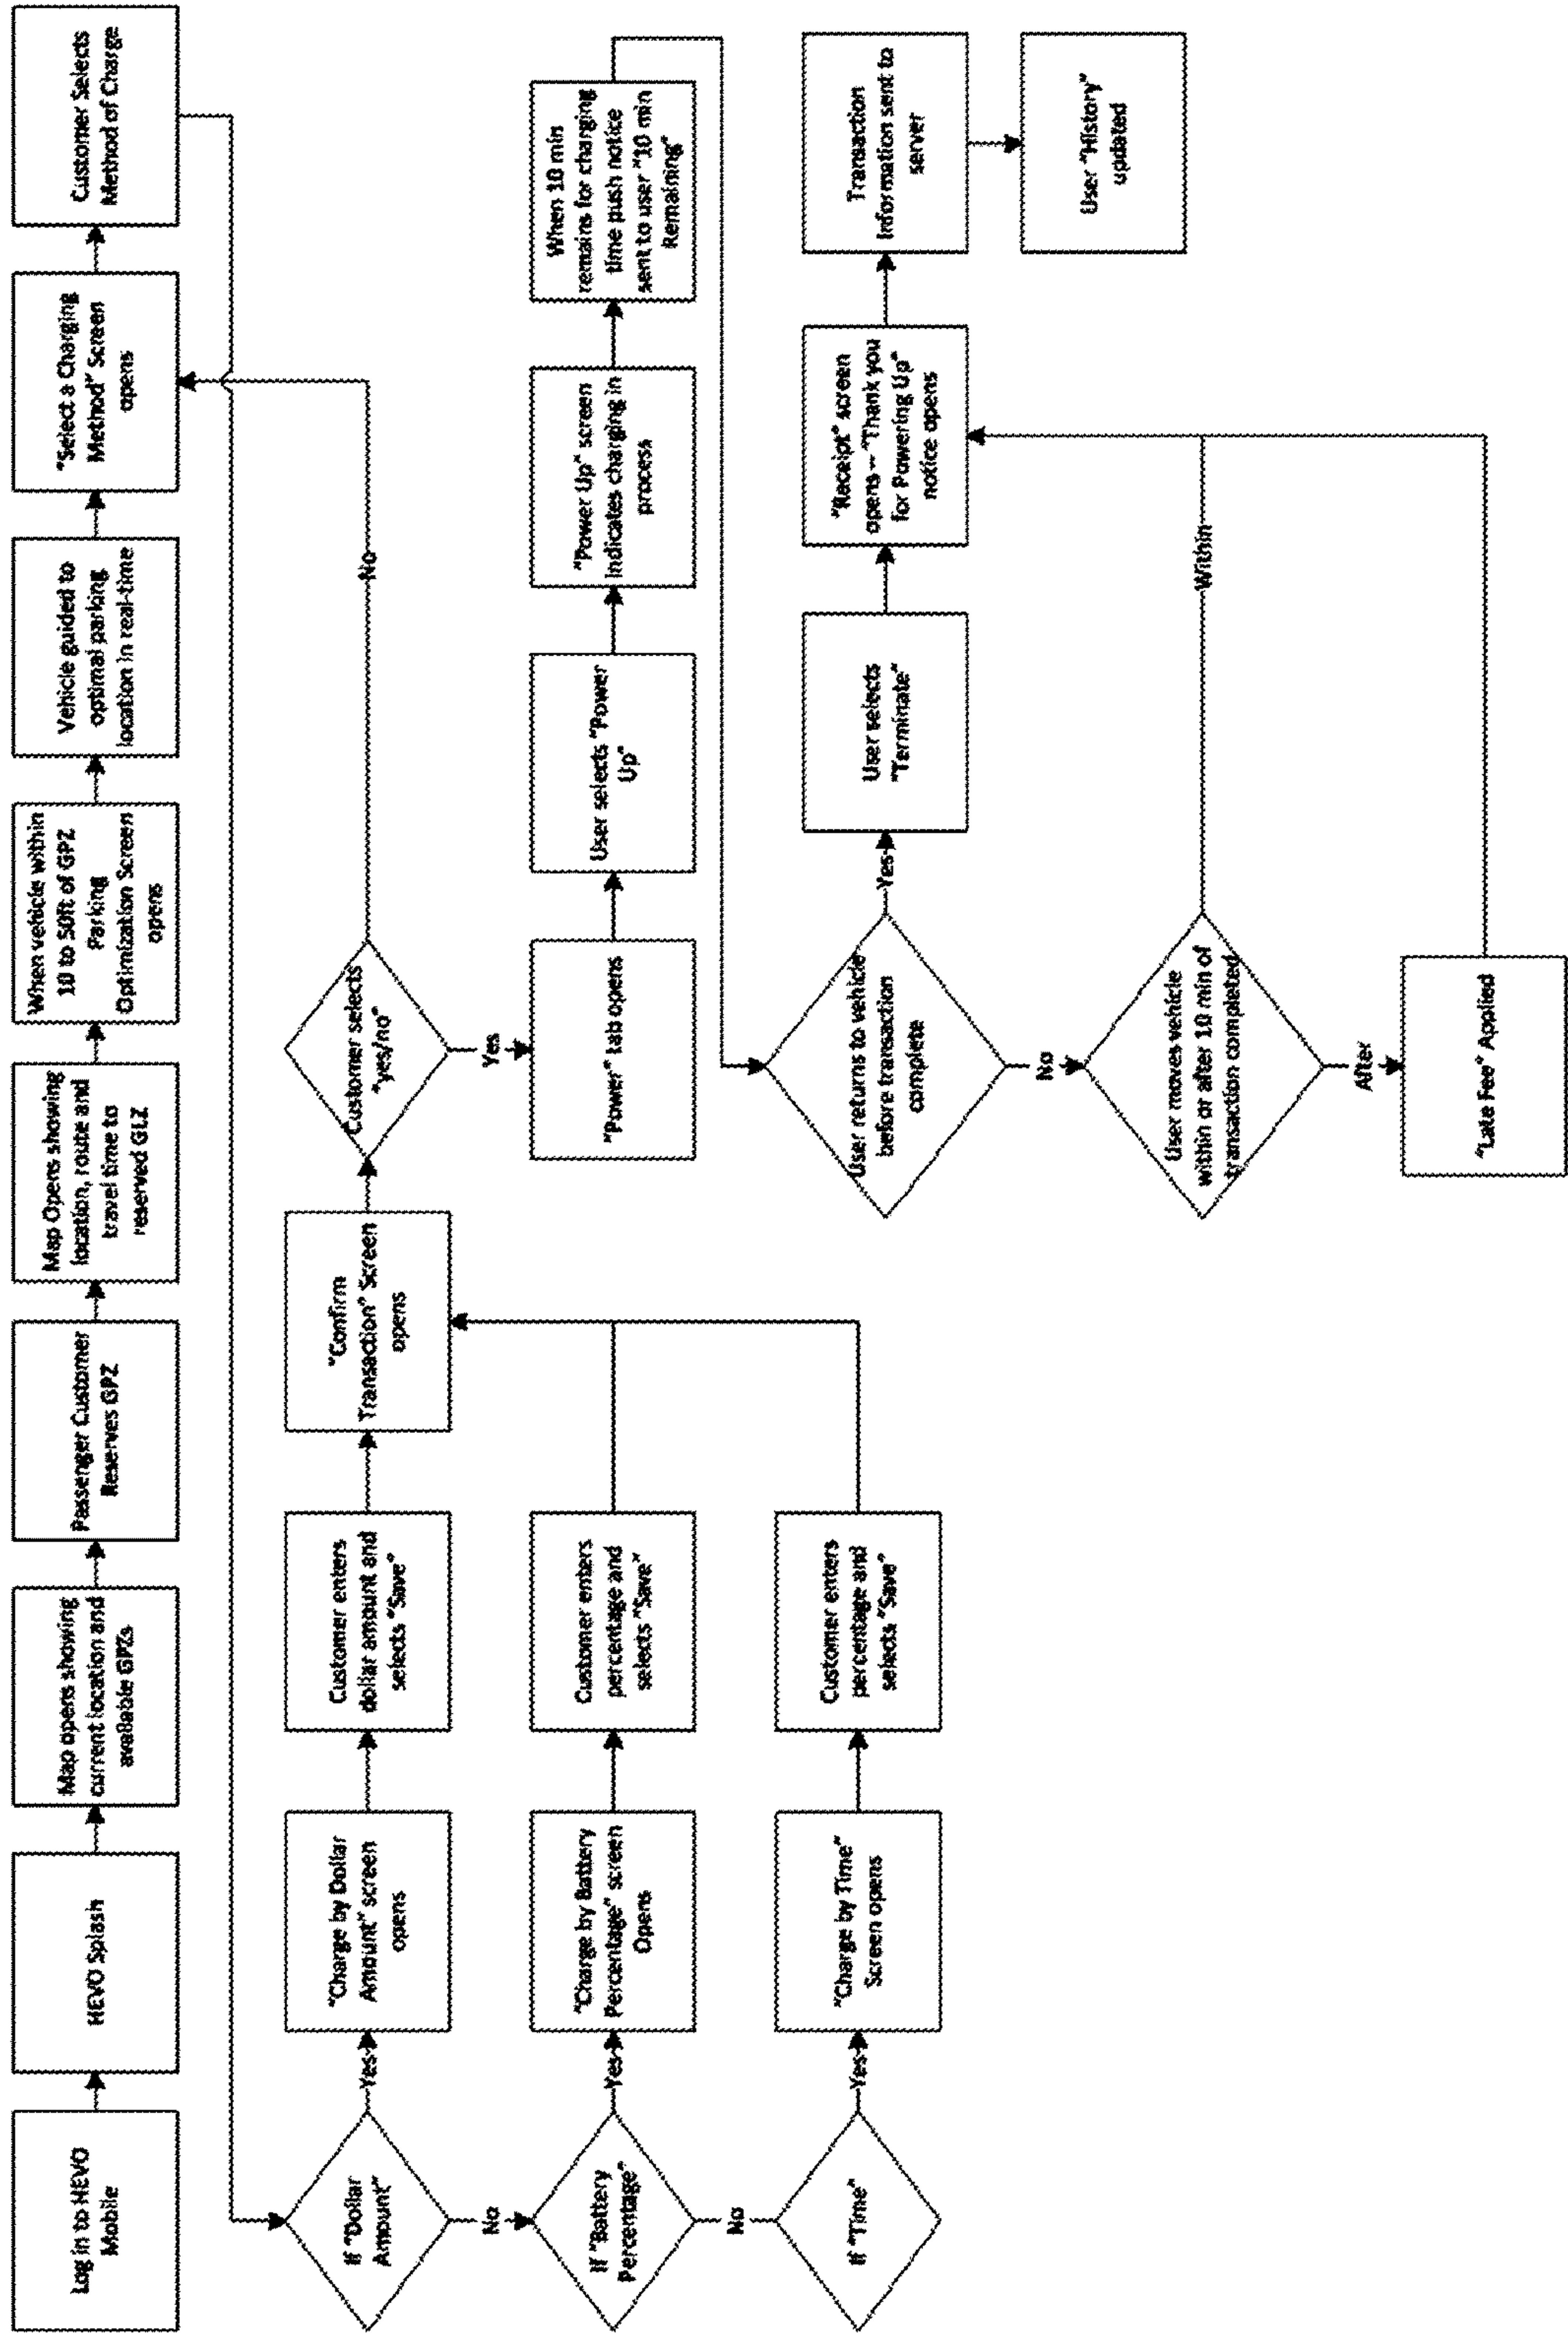 Log in to HEVO
Mobile
HEVO Splash
Map opens showing
current location and
available GPZs
Passenger Customer
Reserves GPZ
Map Opens showing
location, route and
travel time to
reserved GLZ
When vehicle within
10 to 50ft of GPZ
Parking
Optimization Screen
opens
Vehicle guided to
optimal parking
location in real-time
"Select a Charging
Method" Screen
opens
Customer Selects
Method of Charge
If "Dollar
Amount"
Yes
"Charge by Dollar
Amount" screen
opens
Customer enters
dollar amount and
selects "Save"
"Confirm
Transaction" Screen
opens
Customer selects
"yes/no"
No
No
Yes
If "Battery
Percentage"
Yes
"Charge by Battery
Percentage" screen
Opens
Customer enters
percentage and
selects "Save"
"Power" tab opens
User selects "Power
Up"
"Power Up" screen
indicates charging in
process
When 10 min
remains for charging
time push notice
sent to user "10 min
Remaining"
No
If "Time"
Yes
"Charge by Time"
Screen opens
Customer enters
percentage and
selects "Save"
User returns to vehicle
before transaction
complete
Yes
User selects
"Terminate"
"Receipt" screen
opens – "Thank you
for Powering Up"
notice opens
Transaction
Information sent to
server
No
User "History"
updated
User moves vehicle
within or after 10 min of
transaction completed
Within
After
"Late Fee" Applied